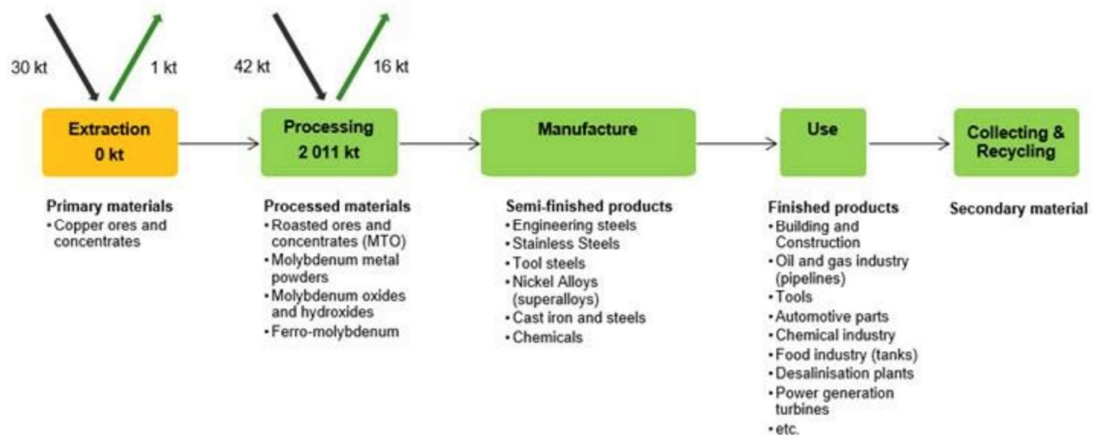 30 kt
1 kt
42 kt
16 kt
Extraction
0 kt
Processing
2 011 kt
Manufacture
Use
Collecting &
Recycling
Primary materials
• Copper ores and
concentrates
Processed materials
• Roasted ores and
concentrates (MTO)
• Molybdenum metal
powders
• Molybdenum oxides
and hydroxides
• Ferro-molybdenum
Semi-finished products
• Engineering steels
• Stainless Steels
• Tool steels
• Nickel Alloys
(superalloys)
• Cast iron and steels
• Chemicals
Finished products
• Building and
Construction
• Oil and gas industry
(pipelines)
• Tools
• Automotive parts
• Chemical industry
• Food industry (tanks)
• Desalinisation plants
• Power generation
turbines
• etc.
Secondary material